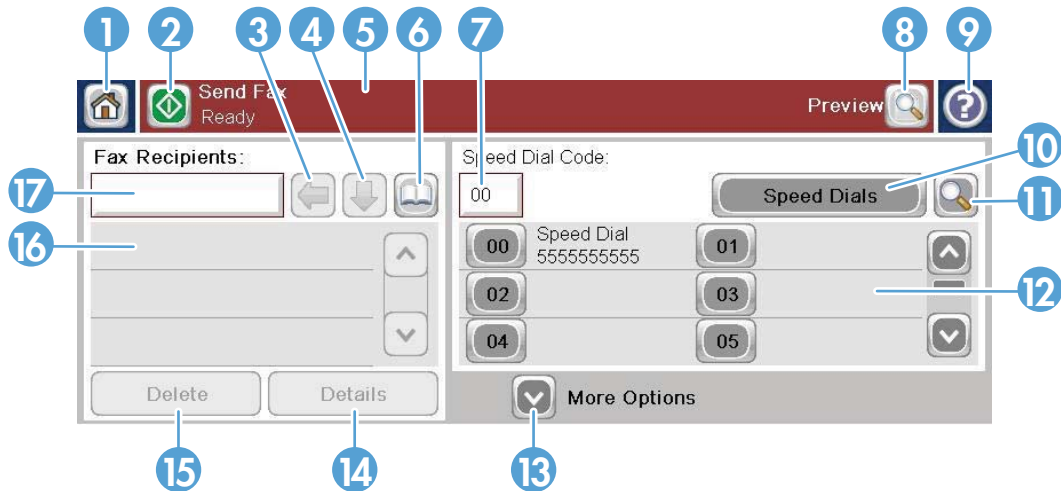 1 2 3 4 5 6 7 8 9
Send Fax
Ready
Preview
Fax Recipients:
Speed Dial Code:
10
17
00
Speed Dials
11
16
00 Speed Dial 01
5555555555
12
02 03
04 05
Delete Details
More Options
15 14 13